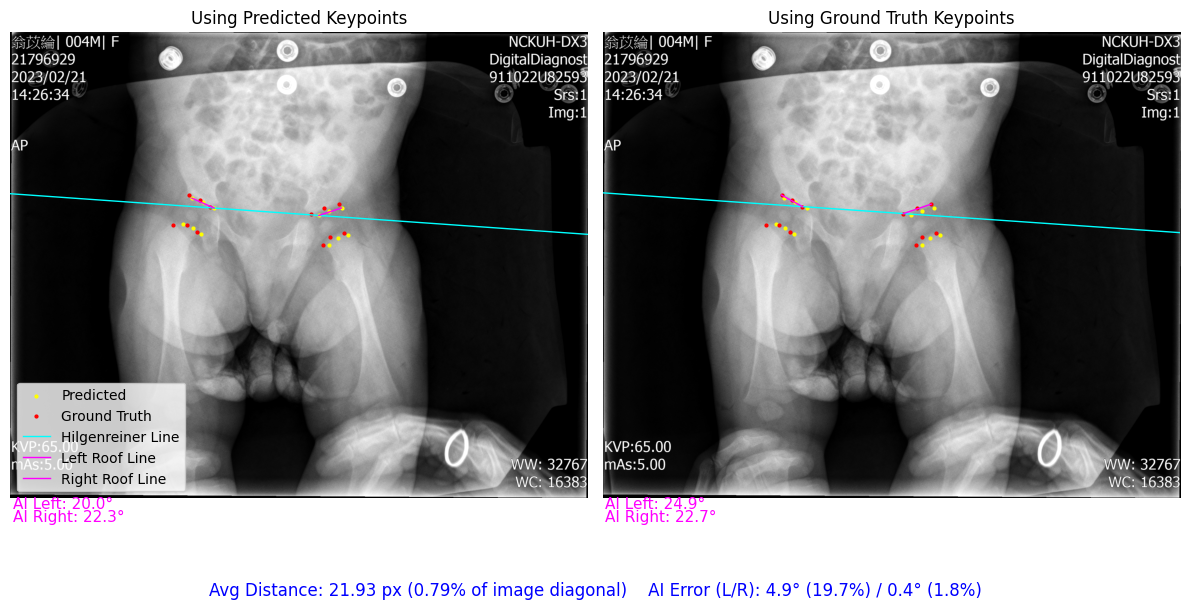 Using Predicted Keypoints
翁苡綸| 004M| F
21796929
2023/02/21
14:26:34
NCKUH-DX3
DigitalDiagnost
911022U82593
Srs:1
Img:1
AP
Predicted
Ground Truth
Hilgenreiner Line
Left Roof Line
Right Roof Line
KVP:65.00
mAs:5.00
WW: 32767
WC: 16383
AI Left: 20.0°
AI Right: 22.3°
Using Ground Truth Keypoints
翁苡綸| 004M| F
21796929
2023/02/21
14:26:34
NCKUH-DX3
DigitalDiagnost
911022U82593
Srs:1
Img:1
AP
KVP:65.00
mAs:5.00
WW: 32767
WC: 16383
AI Left: 24.9°
AI Right: 22.7°
Avg Distance: 21.93 px (0.79% of image diagonal)    AI Error (L/R): 4.9° (19.7%) / 0.4° (1.8%)